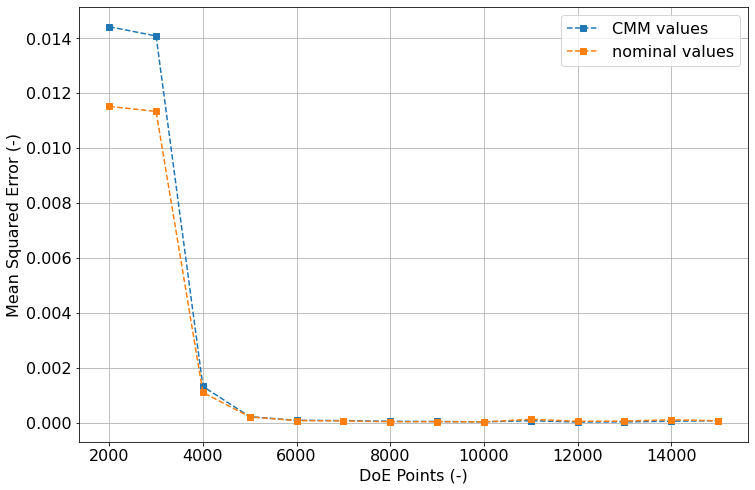 CMM values
nominal values
Mean Squared Error (-)
0.014
0.012
0.010
0.008
0.006
0.004
0.002
0.000
2000 4000 6000 8000 10000 12000 14000
DoE Points (-)